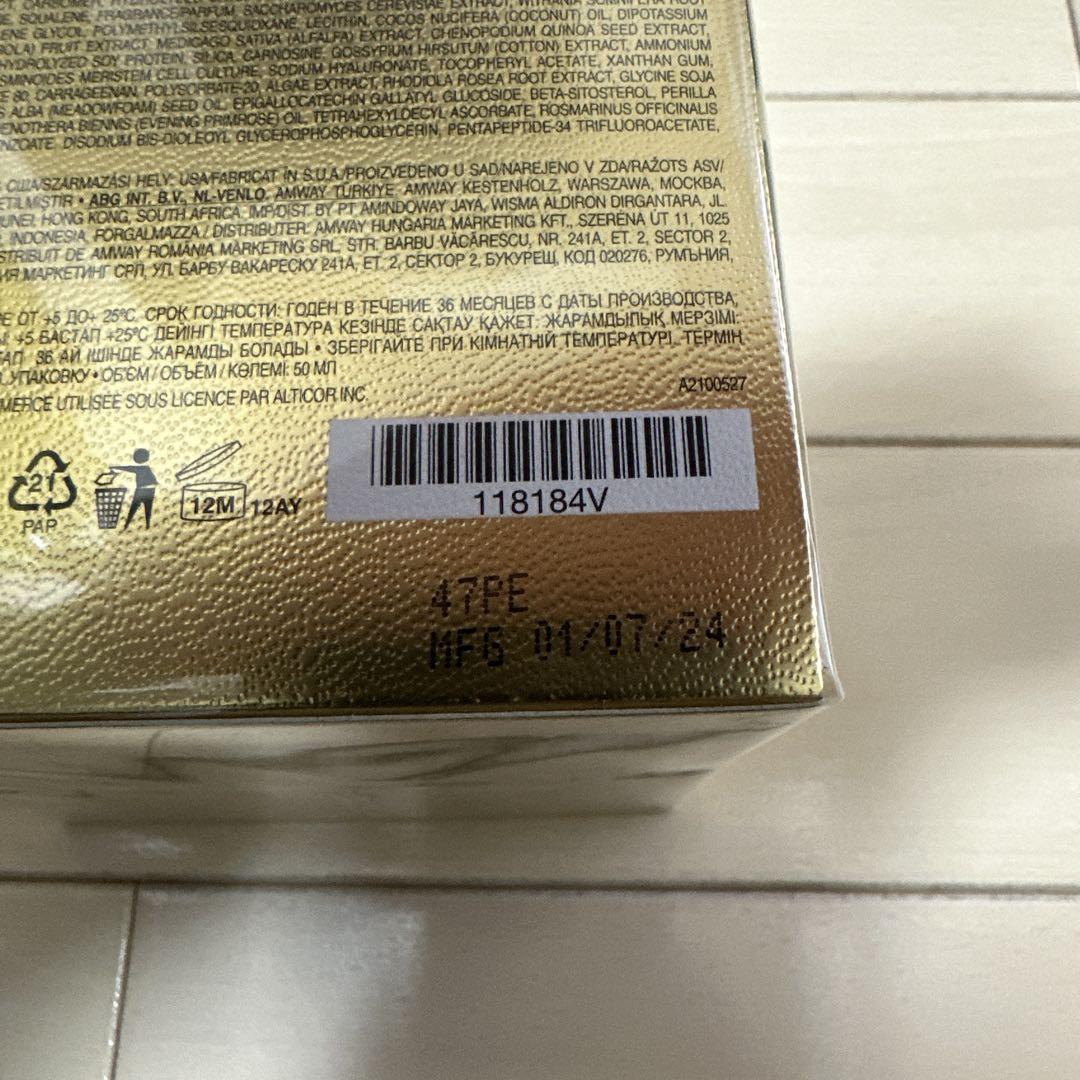 SQUALENE, FRAGRANCE/PARFUM, SACCHAROMYCES CEREVISIAE EXTRACT, WITHANIA SOMNIFERA ROOT
GLYCOL, POLYMETHYLSILSESQUIOXANE, LECITHIN, COCOS NUCIFERA (COCONUT) OIL, DIPOTASSIUM
FRUIT EXTRACT, MEDICAGO SATIVA (ALFALFA) EXTRACT, CHENOPODIUM QUINOA SEED EXTRACT,
HYDROLYZED SOY PROTEIN, SILICA, CARNOSINE, GOSSYPIUM HIRSUTUM (COTTON) EXTRACT, AMMONIUM
MERISTEM CELL CULTURE, SODIUM HYALURONATE, TOCOPHERYL ACETATE, XANTHAN GUM,
80, CARRAGEENAN, POLYSORBATE-20, ALGAE EXTRACT, RHODIOLA ROSEA ROOT EXTRACT, GLYCINE SOJA
ALBA (MEADOWFOAM) SEED OIL, EPIGALLOCATECHIN GALLATYL GLUCOSIDE, BETA-SITOSTEROL, PERILLA
BIENNIS (EVENING PRIMROSE) OIL, TETRAHEXYLDECYL ASCORBATE, ROSMARINUS OFFICINALIS
DISODIUM BIS-DIOLEOYL GLYCEROPHOSPHOGLYCERIN, PENTAPEPTIDE-34 TRIFLUOROACETATE,
США/SZÁRMAZÁSI HELY: USA/FABRICAT ÎN S.U.A./PROIZVEDENO U SAD/NAREJENO V ZDA/RAŽOTS ASV/
• ABG INT. B.V., NL-VENLO, AMWAY TÜRKIYE, AMWAY KESTENHOLZ, WARSZAWA, МОСКВА,
HONG KONG, SOUTH AFRICA. IMP/DIST. BY PT AMINDOWAY JAYA, WISMA ALDIRON DIRGANTARA, JL.
INDONESIA. FORGALMAZZA / DISTRIBUTER: AMWAY HUNGARIA MARKETING KFT., SZERÉNA ÚT 11, 1025
DE AMWAY ROMÂNIA MARKETING SRL, STR. BARBU VĂCĂRESCU, NR. 241A, ET. 2, SECTOR 2,
МАРКЕТИНГ СРЛ, УЛ. БАРБУ ВАКАРЕСКУ 241А, ЕТ. 2, СЕКТОР 2, БУКУРЕЩ, КОД 020276, РУМЪНИЯ,
ОТ +5 ДО+ 25ºC. СРОК ГОДНОСТИ: ГОДЕН В ТЕЧЕНИЕ 36 МЕСЯЦЕВ С ДАТЫ ПРОИЗВОДСТВА,
+5 БАСТАП +25ºC ДЕЙІНГІ ТЕМПЕРАТУРА КЕЗІНДЕ САҚТАУ ҚАЖЕТ. ЖАРАМДЫЛЫҚ МЕРЗІМІ:
36 АЙ ІШІНДЕ ЖАРАМДЫ БОЛАДЫ • ЗБЕРІГАЙТЕ ПРИ КІМНАТНІЙ ТЕМПЕРАТУРІ. ТЕРМІН
УПАКОВКУ • ОБ'ЄМ / ОБЪЁМ / КӨЛЕМІ: 50 МЛ
UTILISÉE SOUS LICENCE PAR ALTICOR INC.
A2100527
21
PAP
12M 12AY
118184V
47PE
MFG 01/07/24